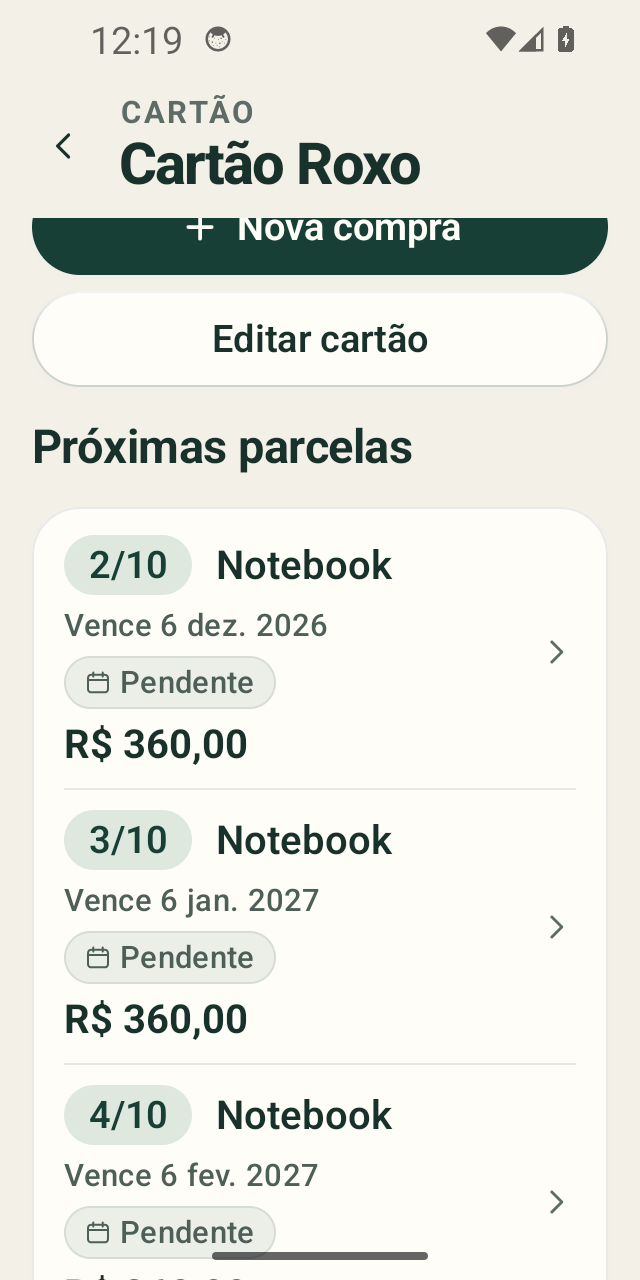 12:19
CARTÃO
Cartão Roxo
+ Nova compra
Editar cartão
Próximas parcelas
2/10 Notebook
Vence 6 dez. 2026
Pendente
R$ 360,00
3/10 Notebook
Vence 6 jan. 2027
Pendente
R$ 360,00
4/10 Notebook
Vence 6 fev. 2027
Pendente